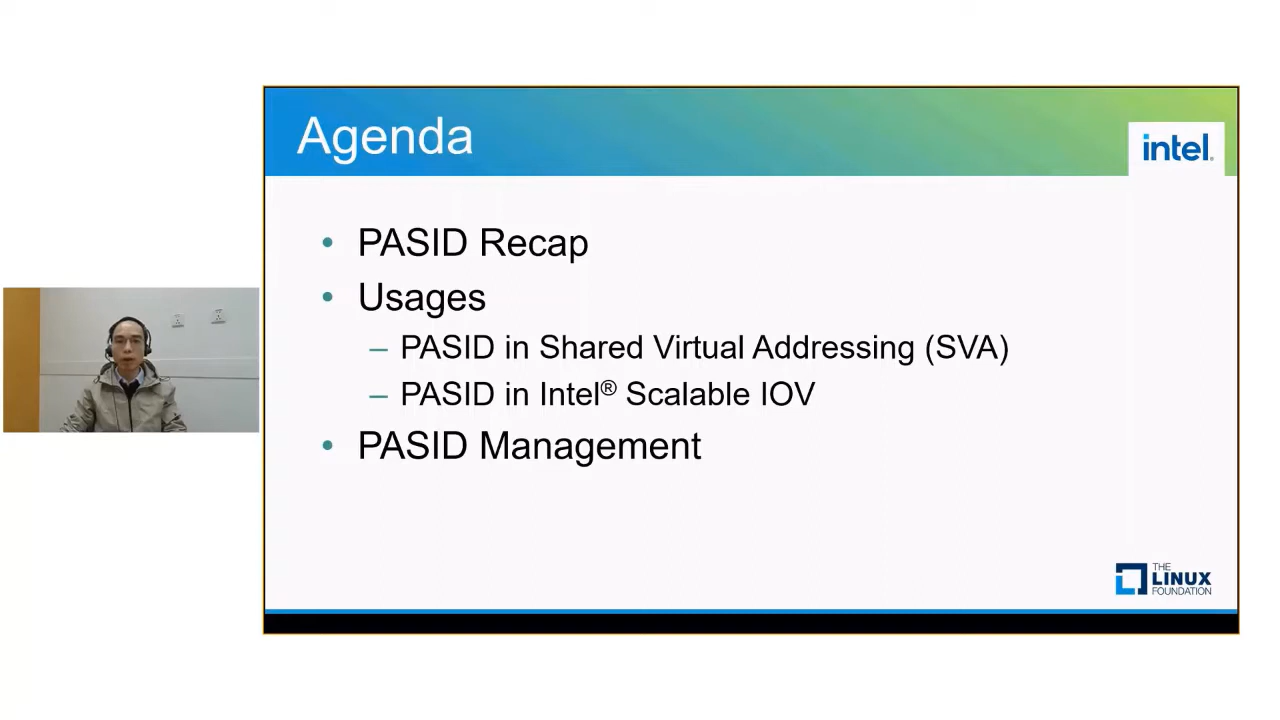 Agenda
intel.
• PASID Recap
• Usages
– PASID in Shared Virtual Addressing (SVA)
– PASID in Intel® Scalable IOV
• PASID Management
THE
LINUX
FOUNDATION